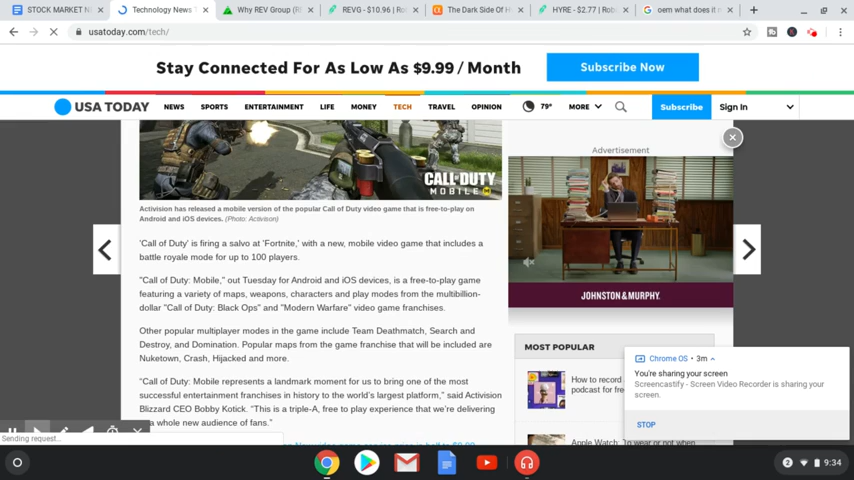 STOCK MARKET N
Technology News
Why REV Group (R
REVG - $10.96 | Ro
The Dark Side Of H
HYRE - $2.77 | Rob
oem what does it
usatoday.com/tech/
Stay Connected For As Low As $9.99 / Month
Subscribe Now
USA TODAY
NEWS
SPORTS
ENTERTAINMENT
LIFE
MONEY
TECH
TRAVEL
OPINION
79°
MORE
Subscribe
Sign In
CALL OF DUTY
MOBILE
Activision has released a mobile version of the popular Call of Duty video game that is free-to-play on
Android and iOS devices. (Photo: Activison)
'Call of Duty' is firing a salvo at 'Fortnite,' with a new, mobile video game that includes a
battle royale mode for up to 100 players.
"Call of Duty: Mobile," out Tuesday for Android and iOS devices, is a free-to-play game
featuring a variety of maps, weapons, characters and play modes from the multibillion-
dollar "Call of Duty: Black Ops" and "Modern Warfare" video game franchises.
Other popular multiplayer modes in the game include Team Deathmatch, Search and
Destroy, and Domination. Popular maps from the game franchise that will be included are
Nuketown, Crash, Hijacked and more.
"Call of Duty: Mobile represents a landmark moment for us to bring one of the most
successful entertainment franchises in history to the world's largest platform," said Activision
Blizzard CEO Bobby Kotick. "This is a triple-A, free to play experience that we're delivering
a whole new audience of fans."
Advertisement
JOHNSTON & MURPHY.
MOST POPULAR
How to record a
podcast for fre
Apple Watch: To wear or not when
Chrome OS • 3m
You're sharing your screen
Screencastify - Screen Video Recorder is sharing your
screen.
STOP
Sending request...
2
9:34